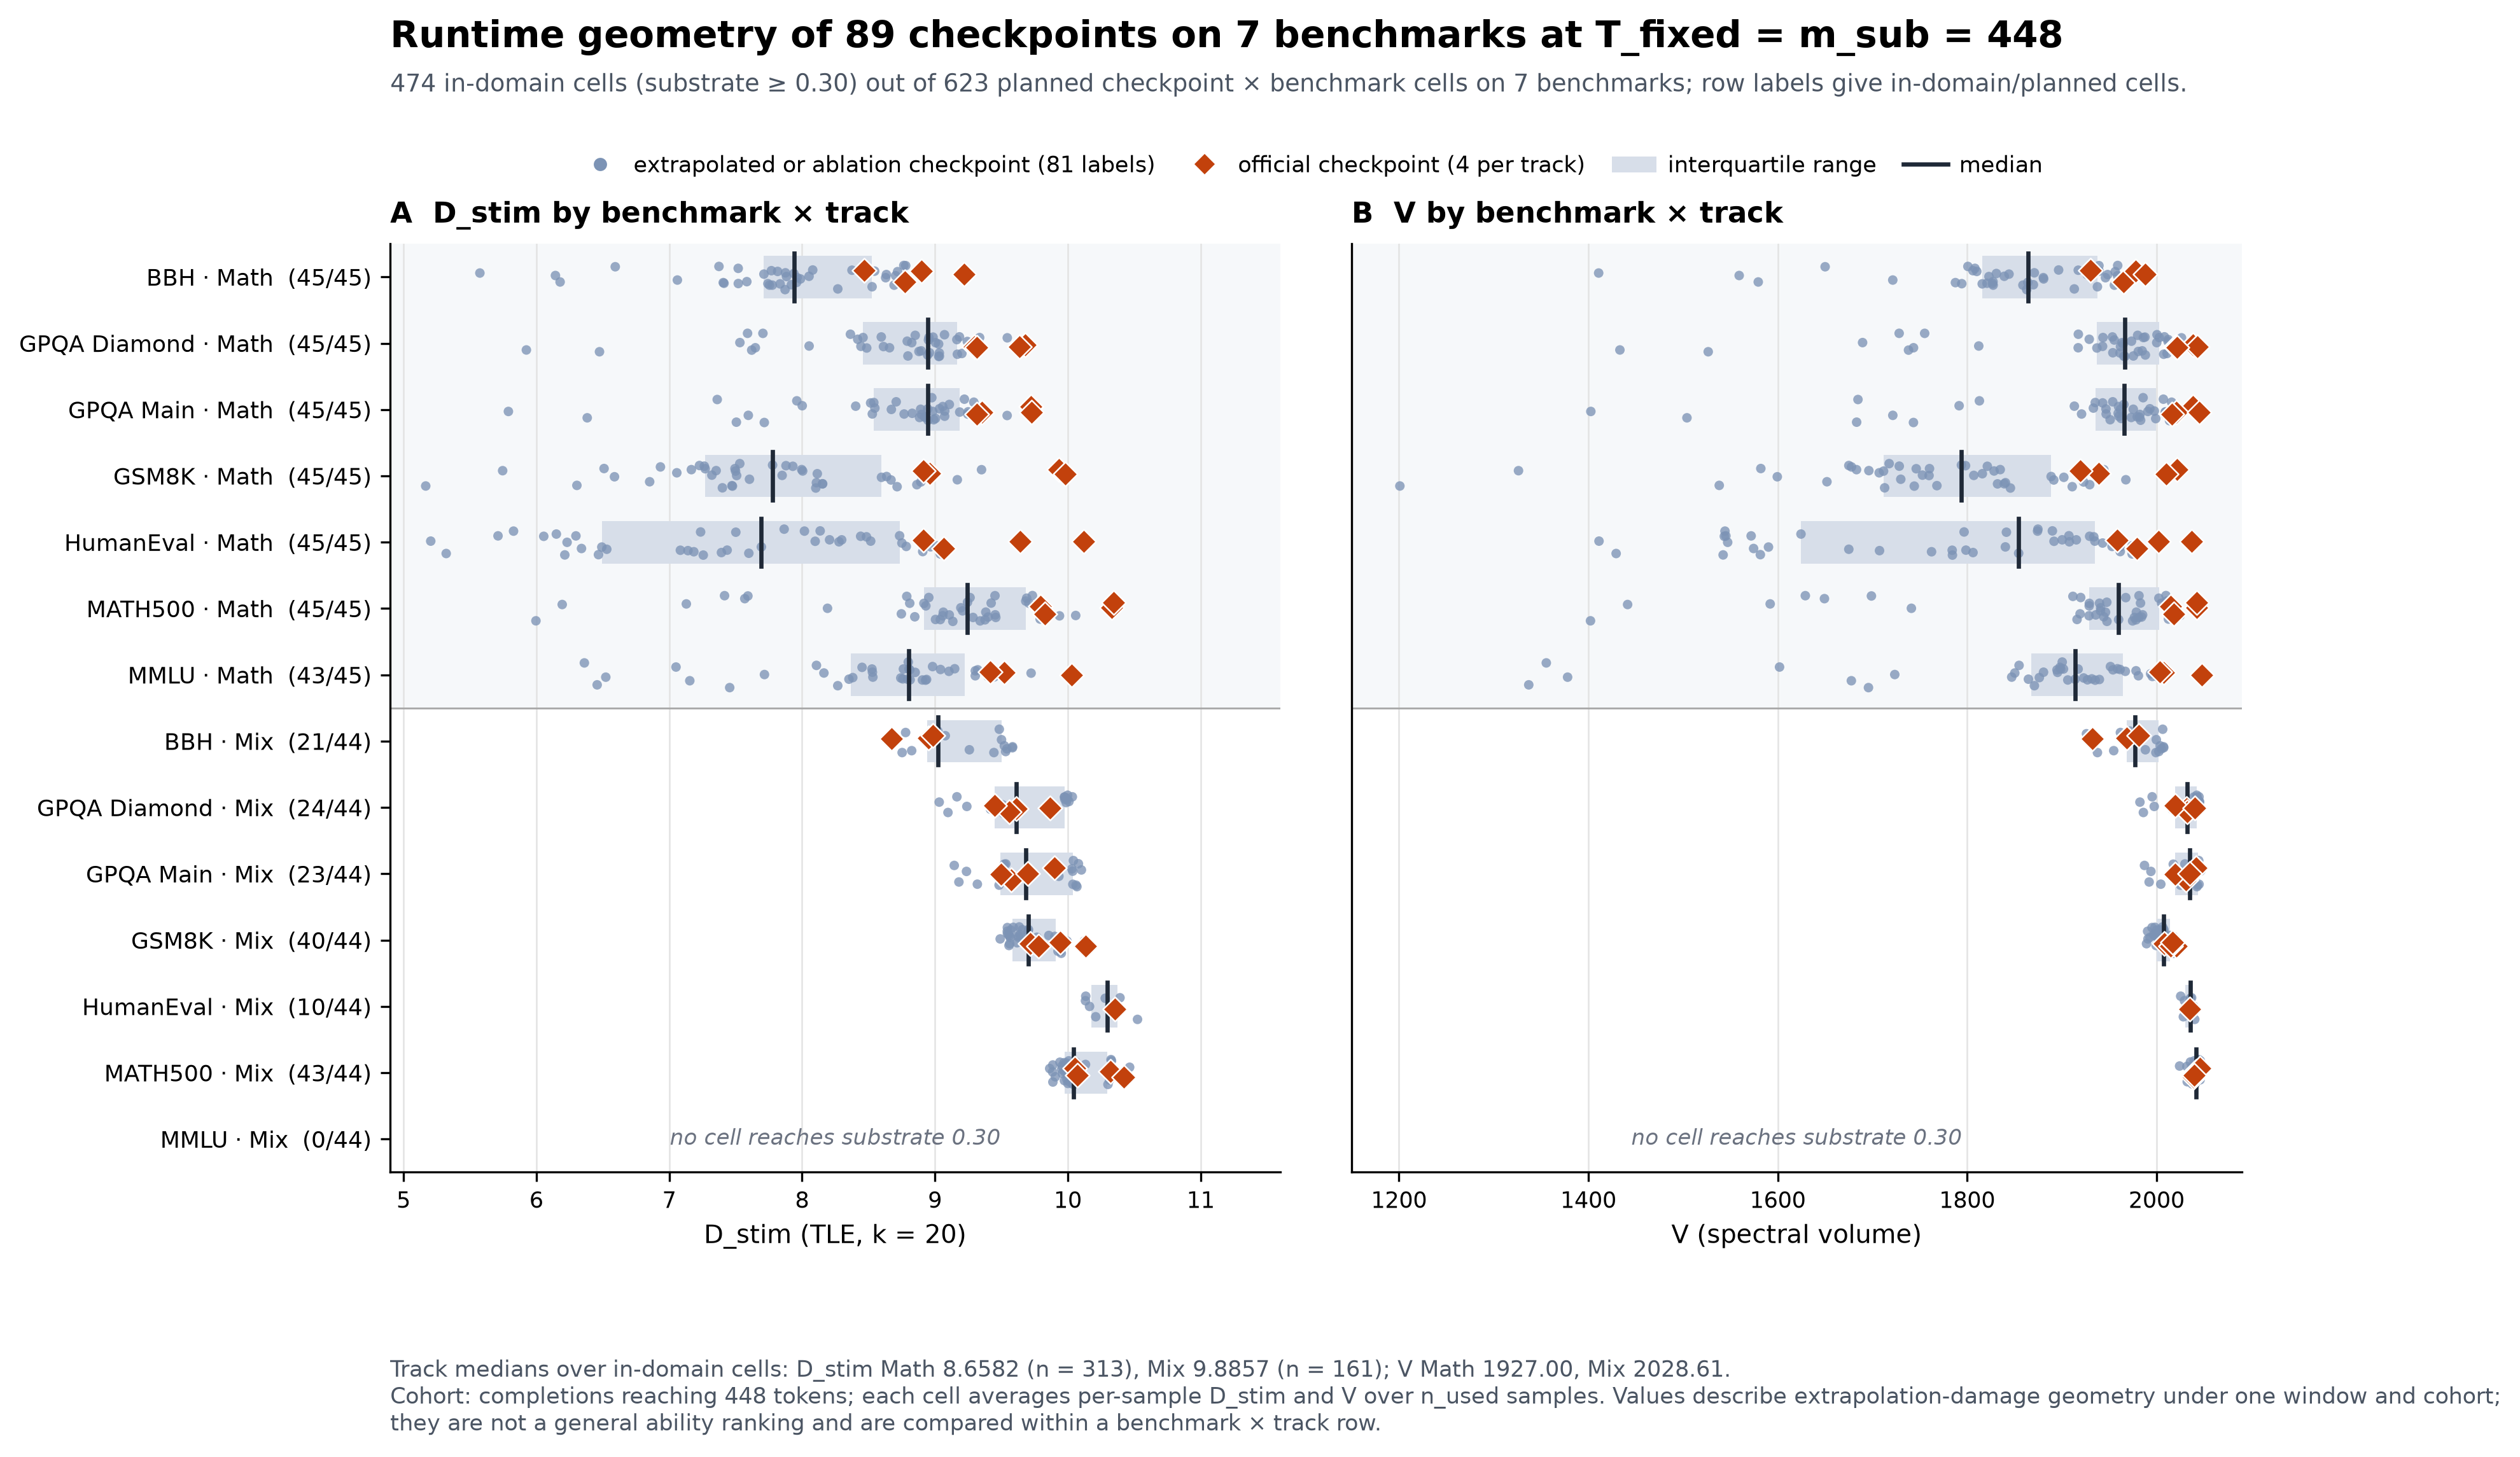 Runtime geometry of 89 checkpoints on 7 benchmarks at T_fixed = m_sub = 448
474 in-domain cells (substrate ≥ 0.30) out of 623 planned checkpoint × benchmark cells on 7 benchmarks; row labels give in-domain/planned cells.
extrapolated or ablation checkpoint (81 labels)
official checkpoint (4 per track)
interquartile range
median
A D_stim by benchmark × track
B V by benchmark × track
BBH · Math (45/45)
GPQA Diamond · Math (45/45)
GPQA Main · Math (45/45)
GSM8K · Math (45/45)
HumanEval · Math (45/45)
MATH500 · Math (45/45)
MMLU · Math (43/45)
BBH · Mix (21/44)
GPQA Diamond · Mix (24/44)
GPQA Main · Mix (23/44)
GSM8K · Mix (40/44)
HumanEval · Mix (10/44)
MATH500 · Mix (43/44)
MMLU · Mix (0/44)
no cell reaches substrate 0.30
no cell reaches substrate 0.30
5 6 7 8 9 10 11
1200 1400 1600 1800 2000
D_stim (TLE, k = 20)
V (spectral volume)
Track medians over in-domain cells: D_stim Math 8.6582 (n = 313), Mix 9.8857 (n = 161); V Math 1927.00, Mix 2028.61.
Cohort: completions reaching 448 tokens; each cell averages per-sample D_stim and V over n_used samples. Values describe extrapolation-damage geometry under one window and cohort;
they are not a general ability ranking and are compared within a benchmark × track row.